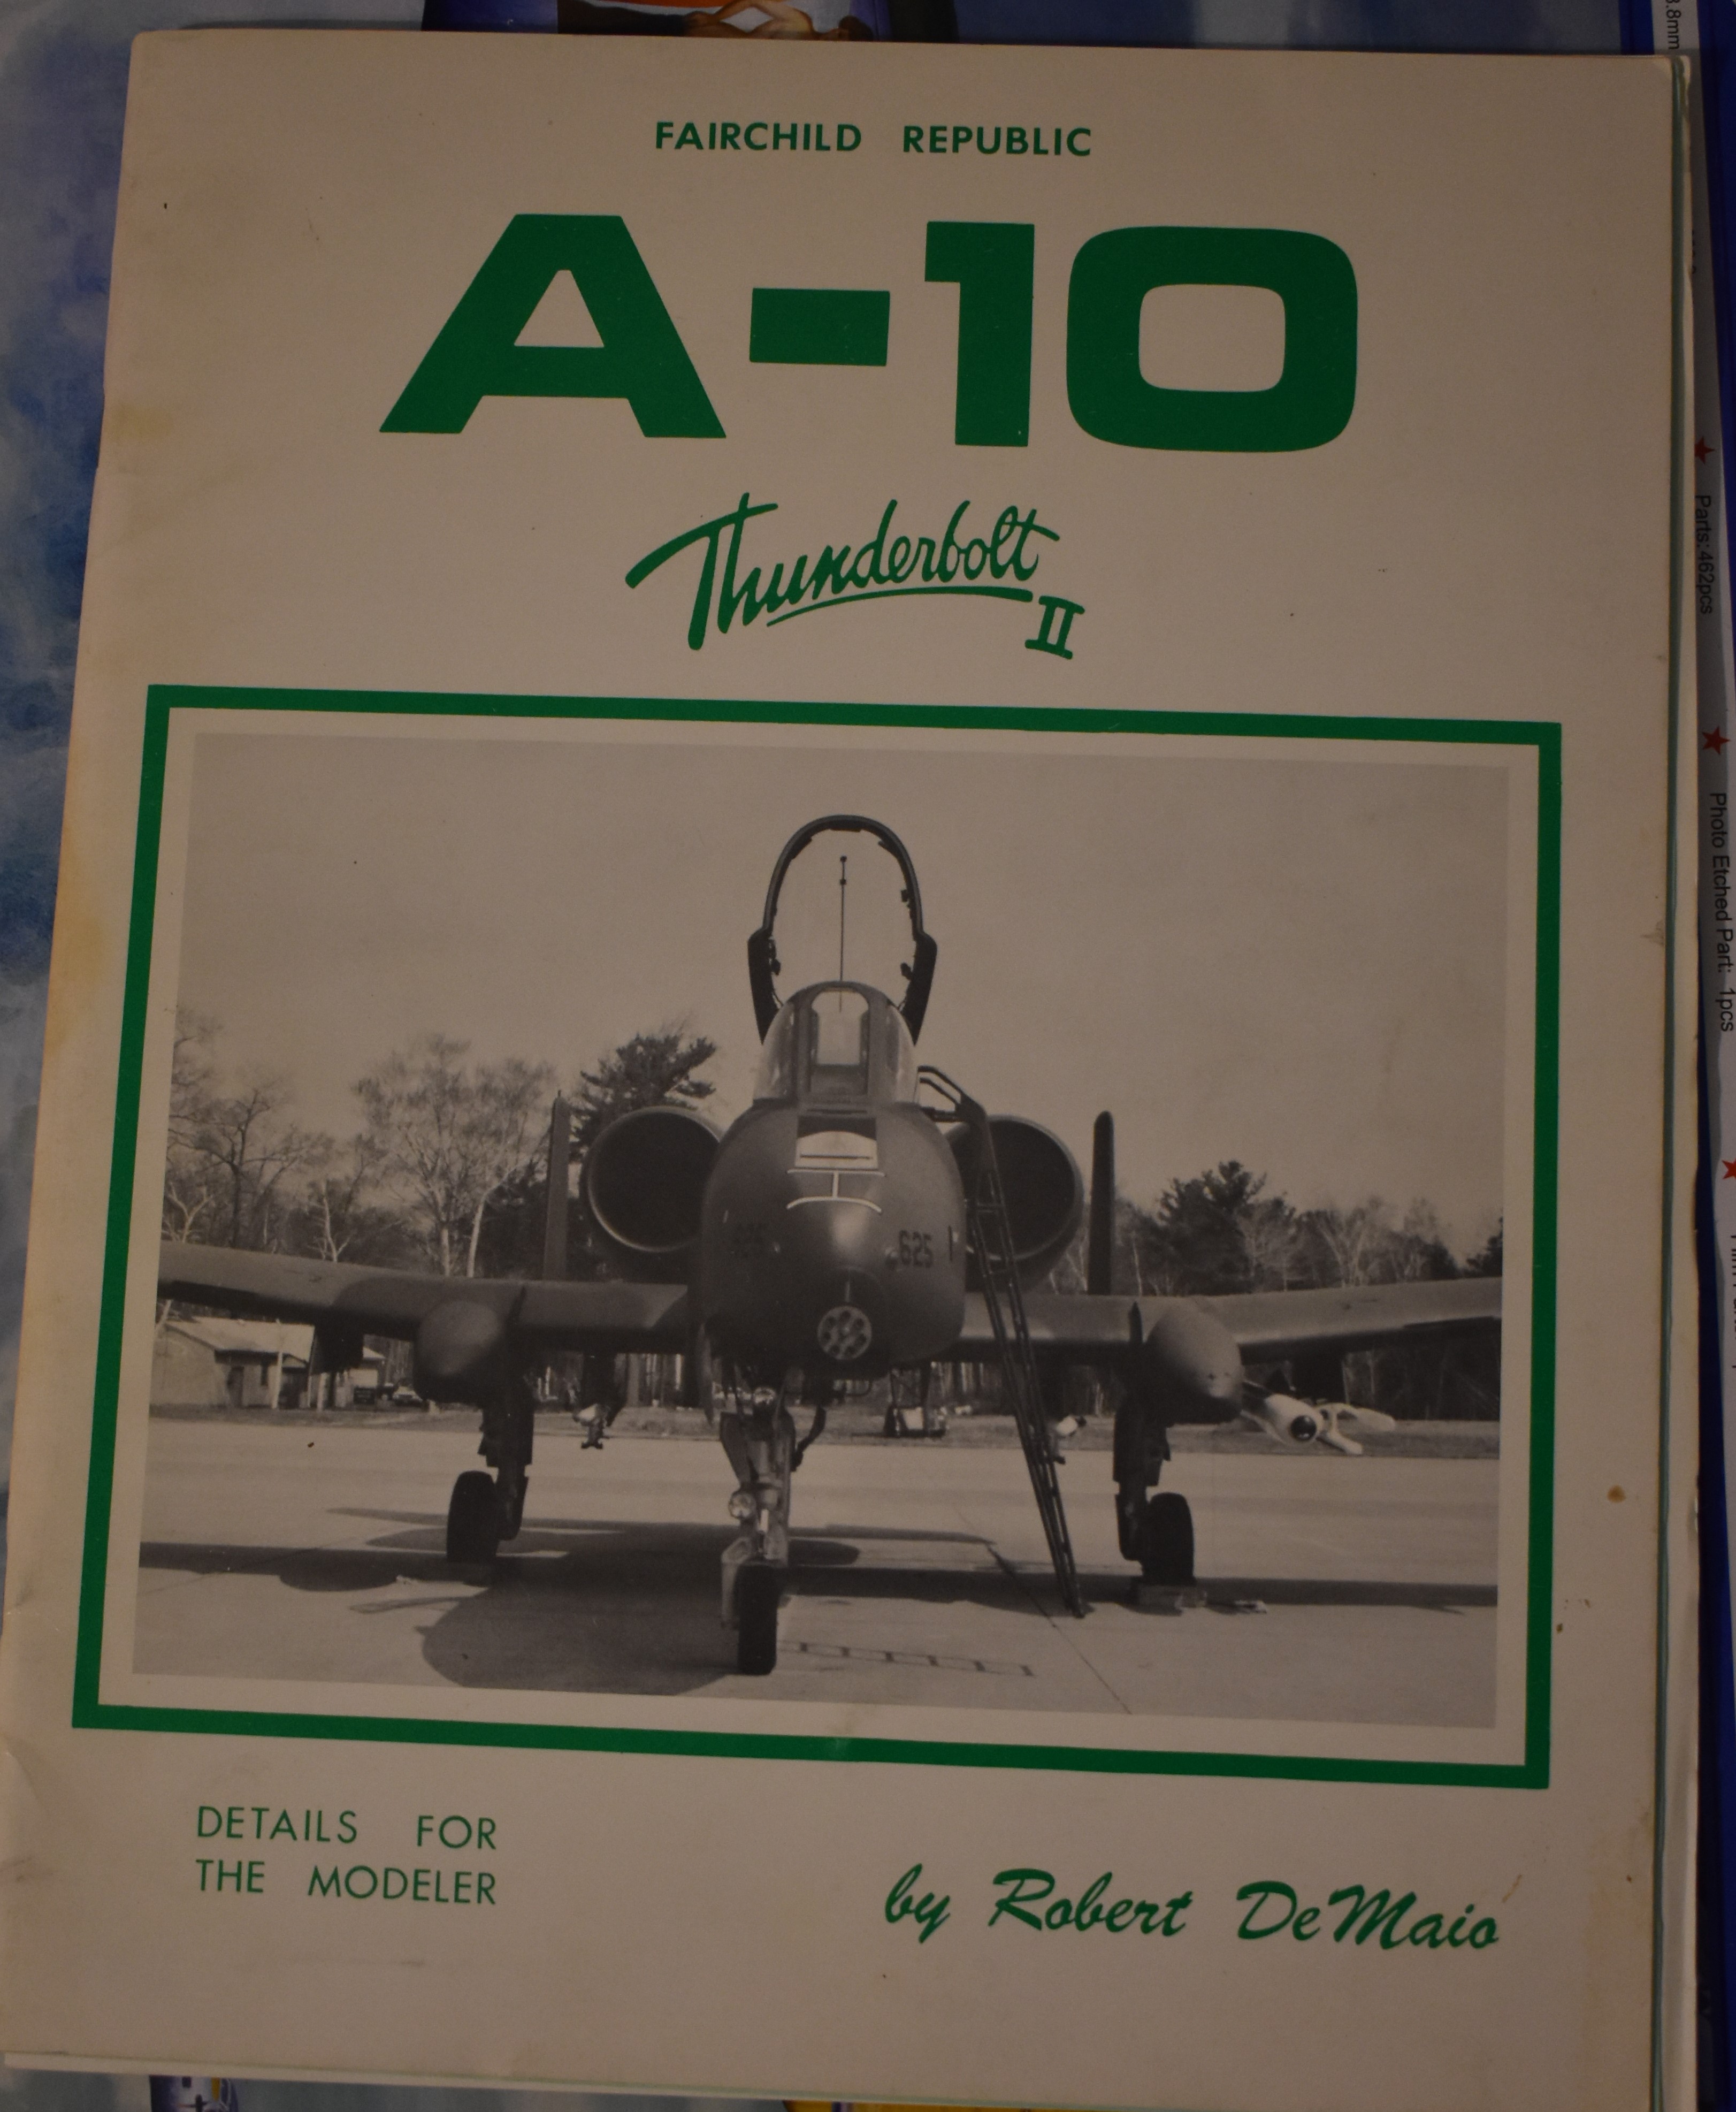 FAIRCHILD REPUBLIC
A-10
Thunderbolt
II
625
DETAILS FOR
THE MODELER
by Robert DeMaio
.8mm
Parts: 462pcs
Photo Etched Part: 1pcs